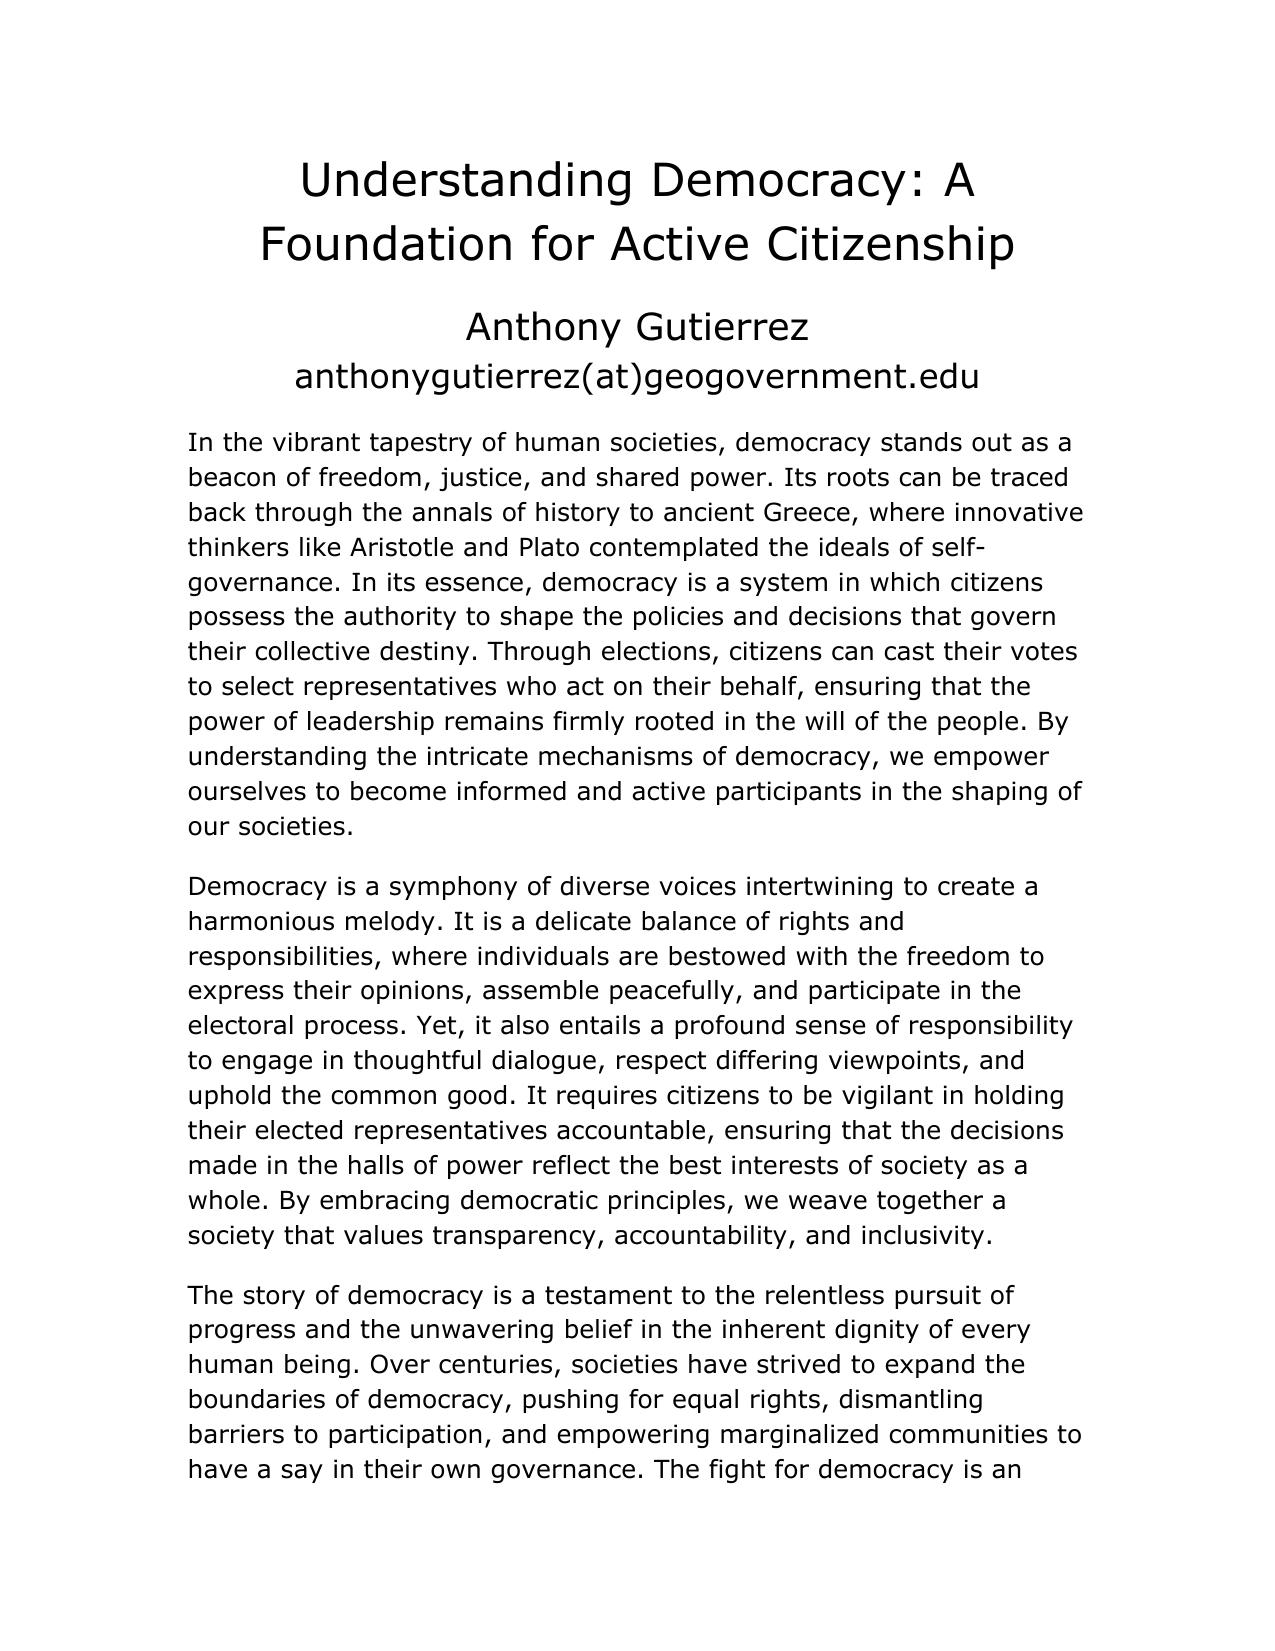 Understanding Democracy: A
Foundation for Active Citizenship
Anthony Gutierrez
anthonygutierrez(at)geogovernment.edu
In the vibrant tapestry of human societies, democracy stands out as a
beacon of freedom, justice, and shared power. Its roots can be traced
back through the annals of history to ancient Greece, where innovative
thinkers like Aristotle and Plato contemplated the ideals of self-
governance. In its essence, democracy is a system in which citizens
possess the authority to shape the policies and decisions that govern
their collective destiny. Through elections, citizens can cast their votes
to select representatives who act on their behalf, ensuring that the
power of leadership remains firmly rooted in the will of the people. By
understanding the intricate mechanisms of democracy, we empower
ourselves to become informed and active participants in the shaping of
our societies.
Democracy is a symphony of diverse voices intertwining to create a
harmonious melody. It is a delicate balance of rights and
responsibilities, where individuals are bestowed with the freedom to
express their opinions, assemble peacefully, and participate in the
electoral process. Yet, it also entails a profound sense of responsibility
to engage in thoughtful dialogue, respect differing viewpoints, and
uphold the common good. It requires citizens to be vigilant in holding
their elected representatives accountable, ensuring that the decisions
made in the halls of power reflect the best interests of society as a
whole. By embracing democratic principles, we weave together a
society that values transparency, accountability, and inclusivity.
The story of democracy is a testament to the relentless pursuit of
progress and the unwavering belief in the inherent dignity of every
human being. Over centuries, societies have strived to expand the
boundaries of democracy, pushing for equal rights, dismantling
barriers to participation, and empowering marginalized communities to
have a say in their own governance. The fight for democracy is an